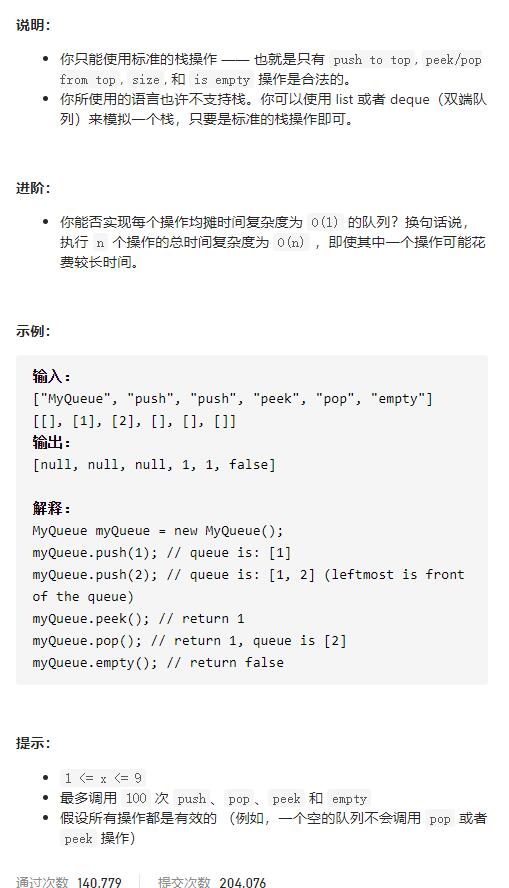 说明：
你只能使用标准的栈操作 —— 也就是只有 push to top, peek/pop
from top, size, 和 is empty 操作是合法的。
你所使用的语言也许不支持栈。你可以使用 list 或者 deque（双端队
列）来模拟一个栈，只要是标准的栈操作即可。
进阶：
你能否实现每个操作均摊时间复杂度为 O(1) 的队列？换句话说，
执行 n 个操作的总时间复杂度为 O(n) ，即使其中一个操作可能花
费较长时间。
示例：
输入：
["MyQueue", "push", "push", "peek", "pop", "empty"]
[[], [1], [2], [], [], []]
输出：
[null, null, null, 1, 1, false]
解释：
MyQueue myQueue = new MyQueue();
myQueue.push(1); // queue is: [1]
myQueue.push(2); // queue is: [1, 2] (leftmost is front
of the queue)
myQueue.peek(); // return 1
myQueue.pop(); // return 1, queue is [2]
myQueue.empty(); // return false
提示：
1 <= x <= 9
最多调用 100 次 push、pop、peek 和 empty
假设所有操作都是有效的 （例如，一个空的队列不会调用 pop 或者
peek 操作）
通过次数 140,779 提交次数 204,076